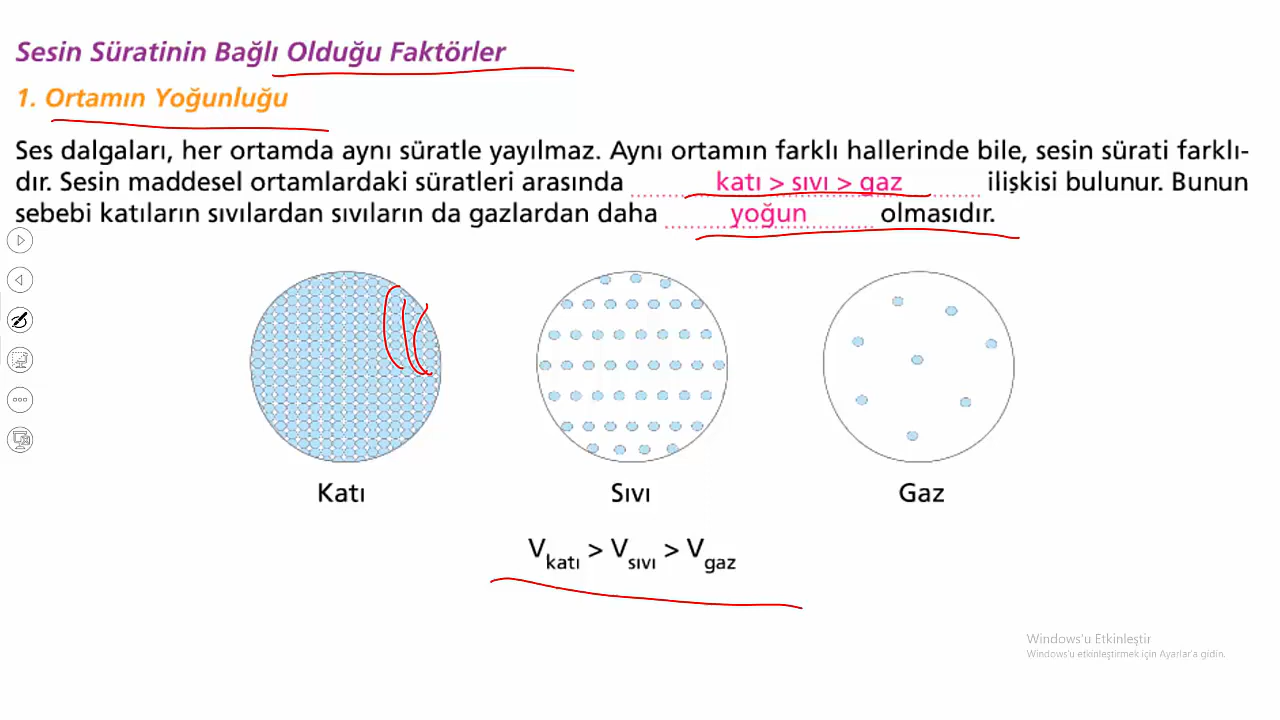 Sesin Süratinin Bağlı Olduğu Faktörler
1. Ortamın Yoğunluğu
Ses dalgaları, her ortamda aynı süratle yayılmaz. Aynı ortamın farklı hallerinde bile, sesin sürati farklı-
dır. Sesin maddesel ortamlardaki süratleri arasında katı > sıvı > gaz ilişkisi bulunur. Bunun
sebebi katıların sıvılardan sıvıların da gazlardan daha yoğun olmasıdır.
Katı Sıvı Gaz
Vkatı > Vsıvı > Vgaz
Windows'u Etkinleştir
Windows'u etkinleştirmek için Ayarlar'a gidin.